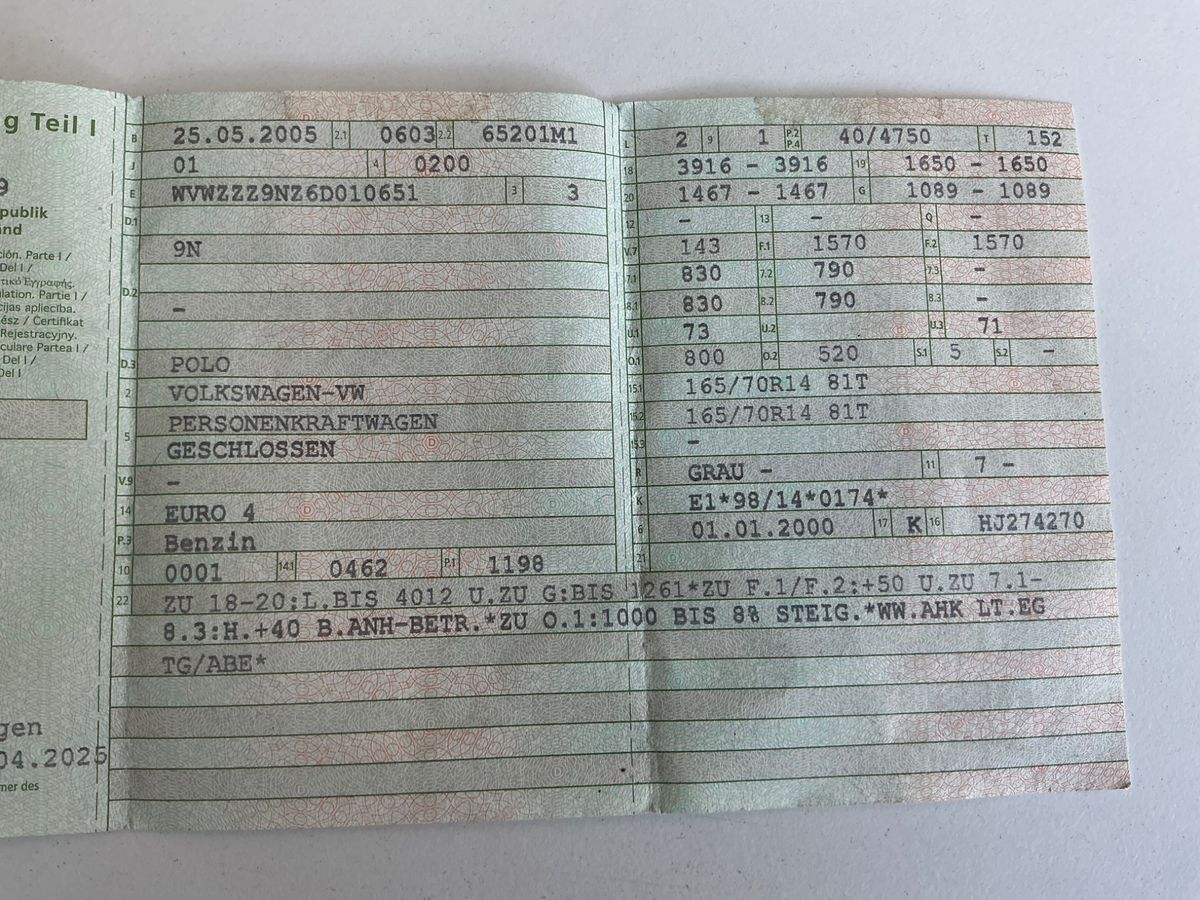 g Teil I
9
publik
and
ción. Parte I /
Del I /
τικό Εγγραφής.
lation. Partie I /
cijas apliecība.
ész / Certifikat
Rejestracyjny.
culare Partea I /
Del I /
Del I
gen
04.2025
mer des
B 25.05.2005 2.1 0603 2.2 65201M1
J 01 4 0200
E WVWZZZ9NZ6D010651 3 3
D.1
9N
D.2
-
D.3 POLO
2 VOLKSWAGEN-VW
5 PERSONENKRAFTWAGEN
GESCHLOSSEN
V.9 -
14 EURO 4
P.3 Benzin
10 0001 14.1 0462 P.1 1198
L 2 9 1 P.2 P.4 40/4750 T 152
18 3916 - 3916 19 1650 - 1650
20 1467 - 1467 G 1089 - 1089
12 - 13 - Q -
V.7 143 F.1 1570 F.2 1570
7.1 830 7.2 790 7.3 -
8.1 830 8.2 790 8.3 -
U.1 73 U.2 U.3 71
O.1 800 O.2 520 S.1 5 S.2 -
15.1 165/70R14 81T
15.2 165/70R14 81T
15.3 -
R GRAU - 11 7 -
K E1*98/14*0174*
6 01.01.2000 17 K 16 HJ274270
21
22 ZU 18-20:L.BIS 4012 U.ZU G:BIS 1261*ZU F.1/F.2:+50 U.ZU 7.1-
8.3:H.+40 B.ANH-BETR.*ZU O.1:1000 BIS 8% STEIG.*WW.AHK LT.EG
TG/ABE*